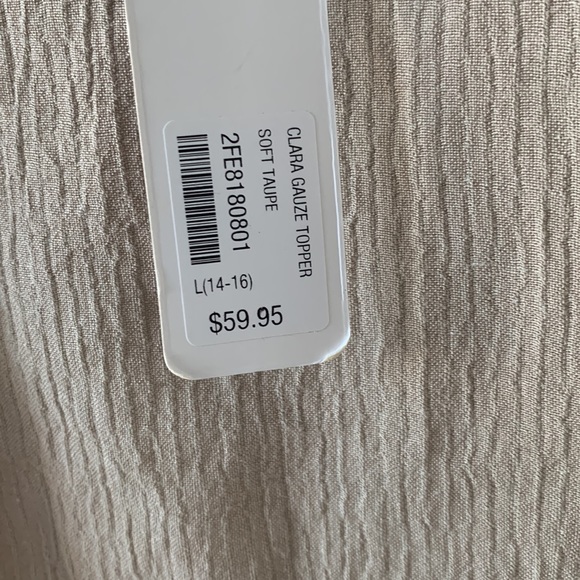 CLARA GAUZE TOPPER
SOFT TAUPE
2FE8180801
L(14-16)
$59.95